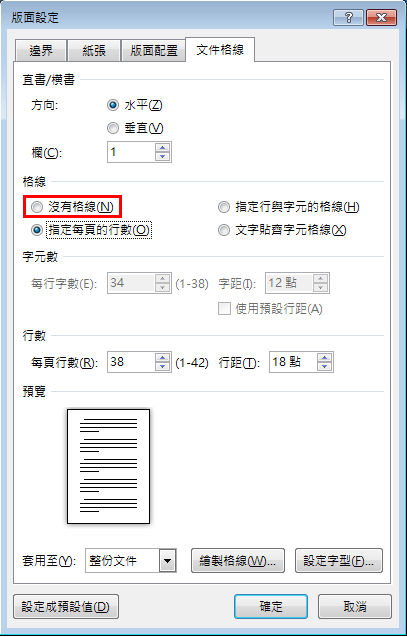 版面設定
邊界 紙張 版面配置 文件格線
直書/橫書
方向: 水平(Z)
垂直(V)
欄(C): 1
格線
沒有格線(N) 指定行與字元的格線(H)
指定每頁的行數(O) 文字貼齊字元格線(X)
字元數
每行字數(E): 34 (1-38) 字距(I): 12 點
使用預設行距(A)
行數
每頁行數(R): 38 (1-42) 行距(T): 18 點
預覽
套用至(Y): 整份文件 繪製格線(W)... 設定字型(F)...
設定成預設值(D) 確定 取消